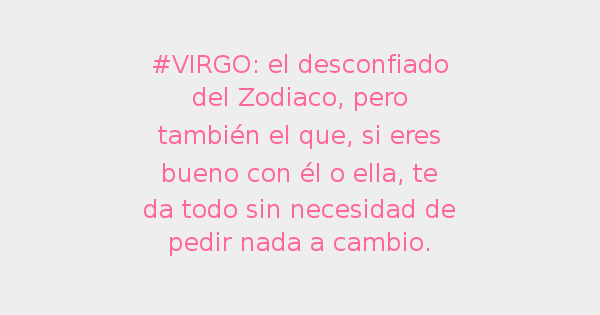 #VIRGO: el desconfiado
del Zodiaco, pero
también el que, si eres
bueno con él o ella, te
da todo sin necesidad de
pedir nada a cambio.